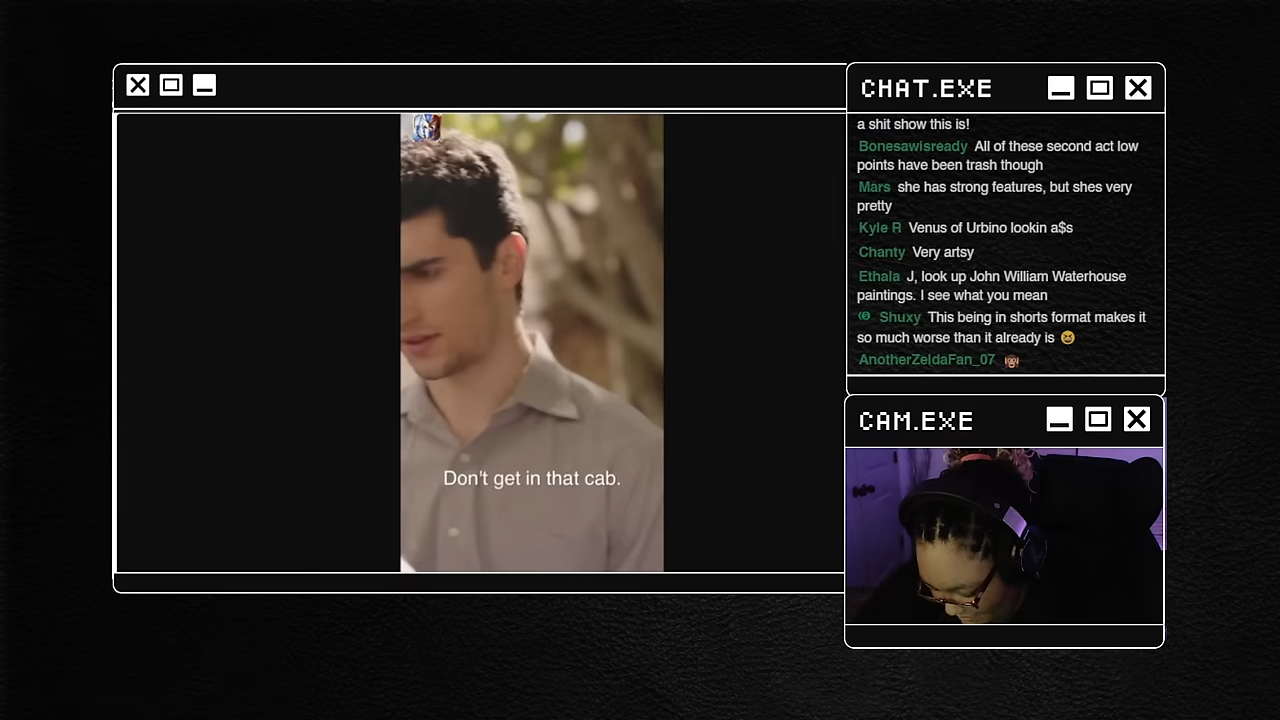 CHAT.EXE
a shit show this is!
Bonesawisready All of these second act low
points have been trash though
Mars she has strong features, but shes very
pretty
Kyle R Venus of Urbino lookin a$s
Chanty Very artsy
Ethala J, look up John William Waterhouse
paintings. I see what you mean
Shuxy This being in shorts format makes it
so much worse than it already is
AnotherZeldaFan_07
Don't get in that cab.
CAM.EXE